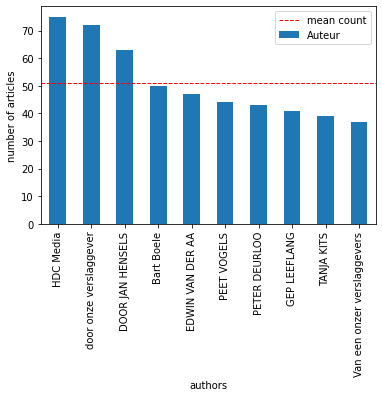 mean count
Auteur
number of articles
70
60
50
40
30
20
10
0
HDC Media
door onze verslaggever
DOOR JAN HENSELS
Bart Boele
EDWIN VAN DER AA
PEET VOGELS
PETER DEURLOO
GEP LEEFLANG
TANJA KITS
Van een onzer verslaggevers
authors